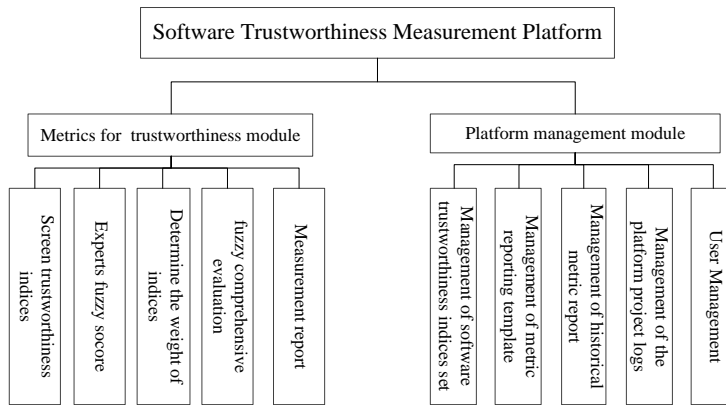 Software Trustworthiness Measurement Platform
Metrics for trustworthiness module
Platform management module
Screen trustworthiness
indices
Experts fuzzy socore
Determine the weight of
indices
fuzzy comprehensive
evaluation
Measurement report
Management of software
trustworthiness indices set
Management of metric
reporting template
Management of historical
metric report
Management of the
platform project logs
User Management